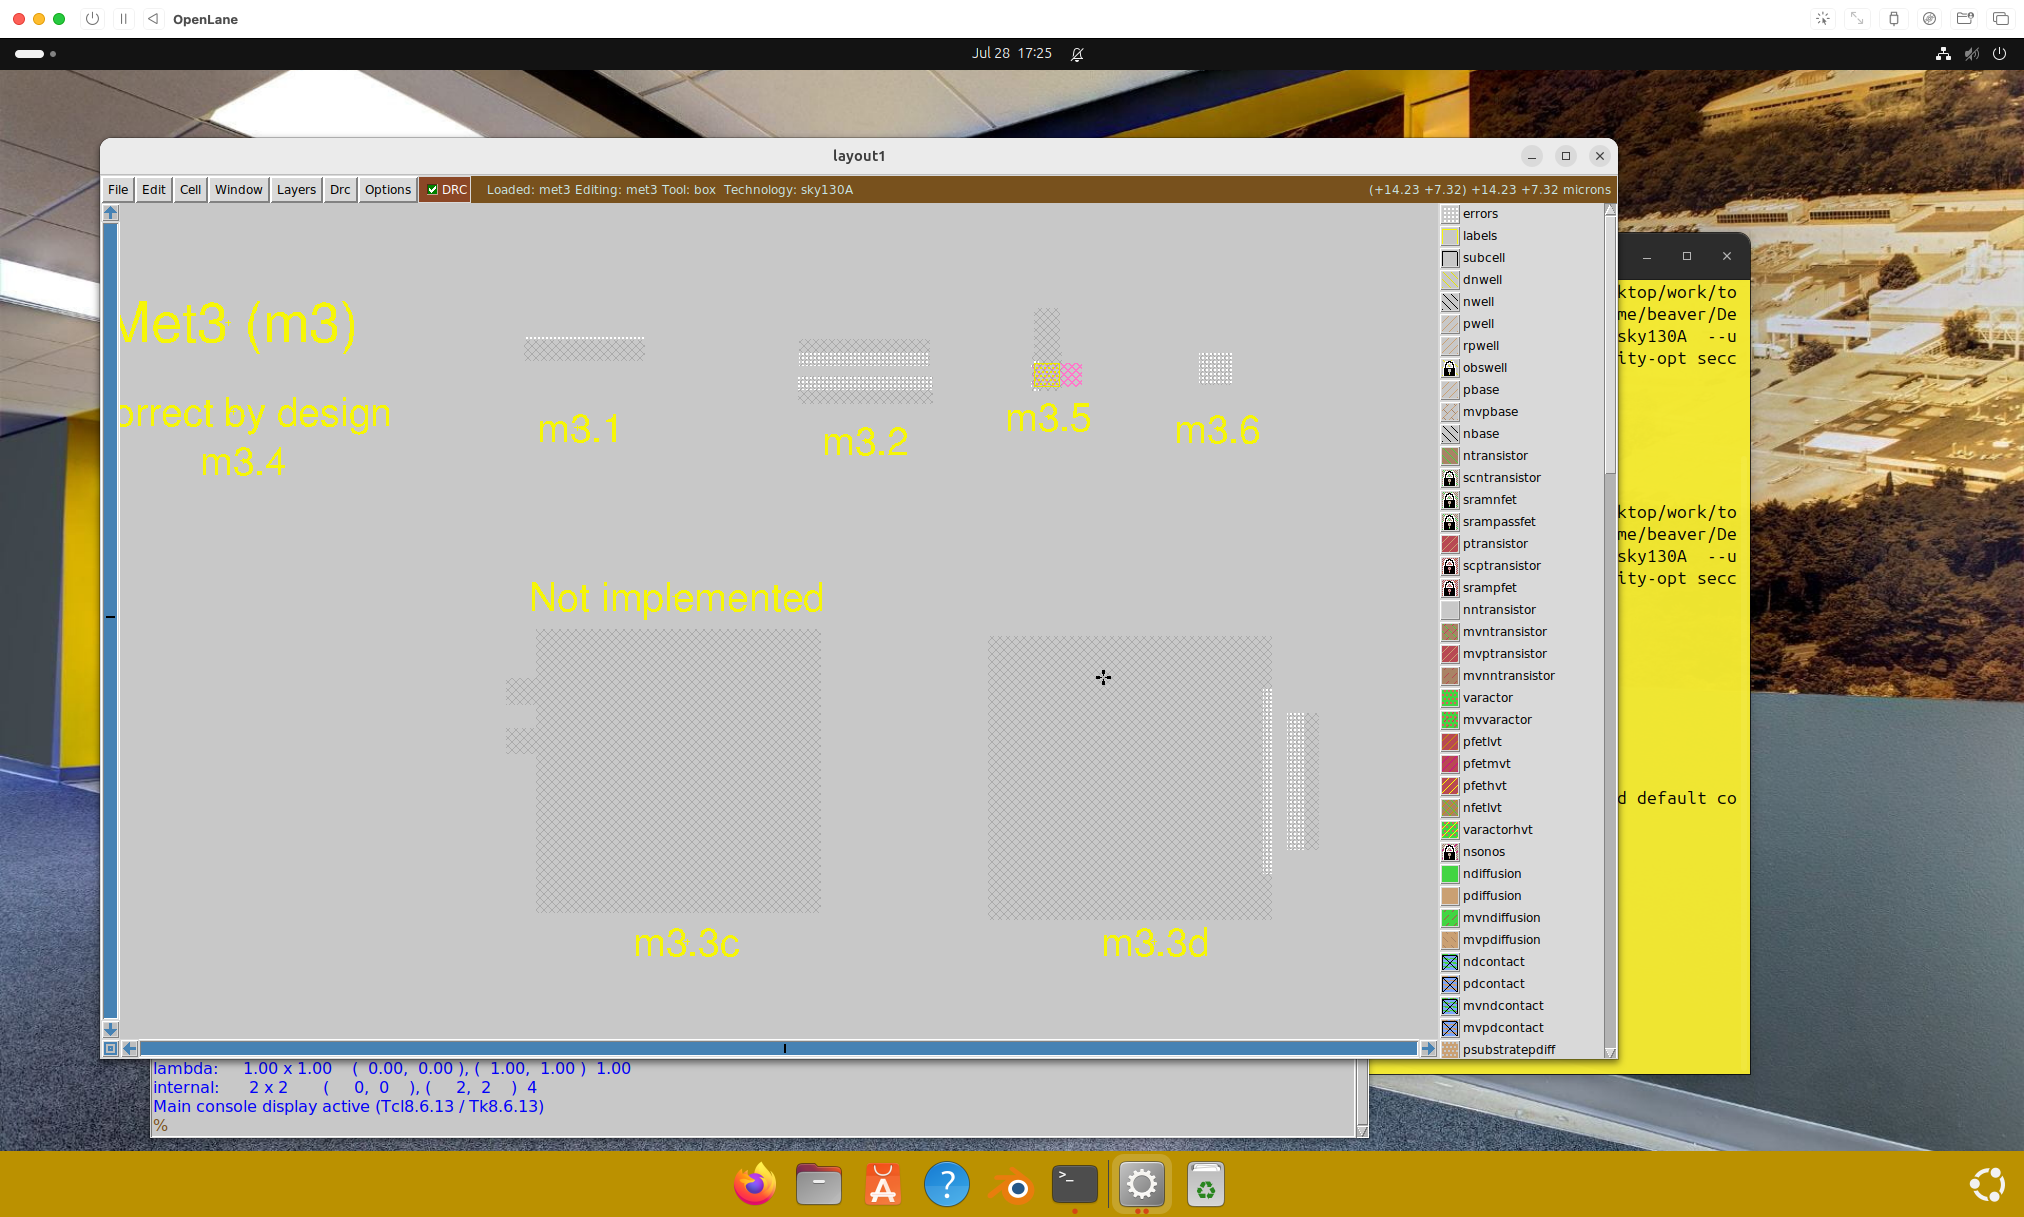 OpenLane
Jul 28 17:25
layout1
File Edit Cell Window Layers Drc Options DRC Loaded: met3 Editing: met3 Tool: box Technology: sky130A (+14.23 +7.32) +14.23 +7.32 microns
Met3 (m3)
orrect by design
m3.4
m3.1
m3.2
m3.5
m3.6
Not implemented
m3.3c
m3.3d
errors
labels
subcell
dnwell
nwell
pwell
rpwell
obswell
pbase
mvpbase
nbase
ntransistor
scntransistor
sramnfet
srampassfet
ptransistor
scptransistor
srampfet
nntransistor
mvntransistor
mvptransistor
mvnntransistor
varactor
mvvaractor
pfetlvt
pfetmvt
pfethvt
nfetlvt
varactorhvt
nsonos
ndiffusion
pdiffusion
mvndiffusion
mvpdiffusion
ndcontact
pdcontact
mvndcontact
mvpdcontact
psubstratepdiff
ktop/work/to
me/beaver/De
sky130A --u
ity-opt secc
ktop/work/to
me/beaver/De
sky130A --u
ity-opt secc
d default co
lambda: 1.00 x 1.00 ( 0.00, 0.00 ), ( 1.00, 1.00 ) 1.00
internal: 2 x 2 ( 0, 0 ), ( 2, 2 ) 4
Main console display active (Tcl8.6.13 / Tk8.6.13)
%